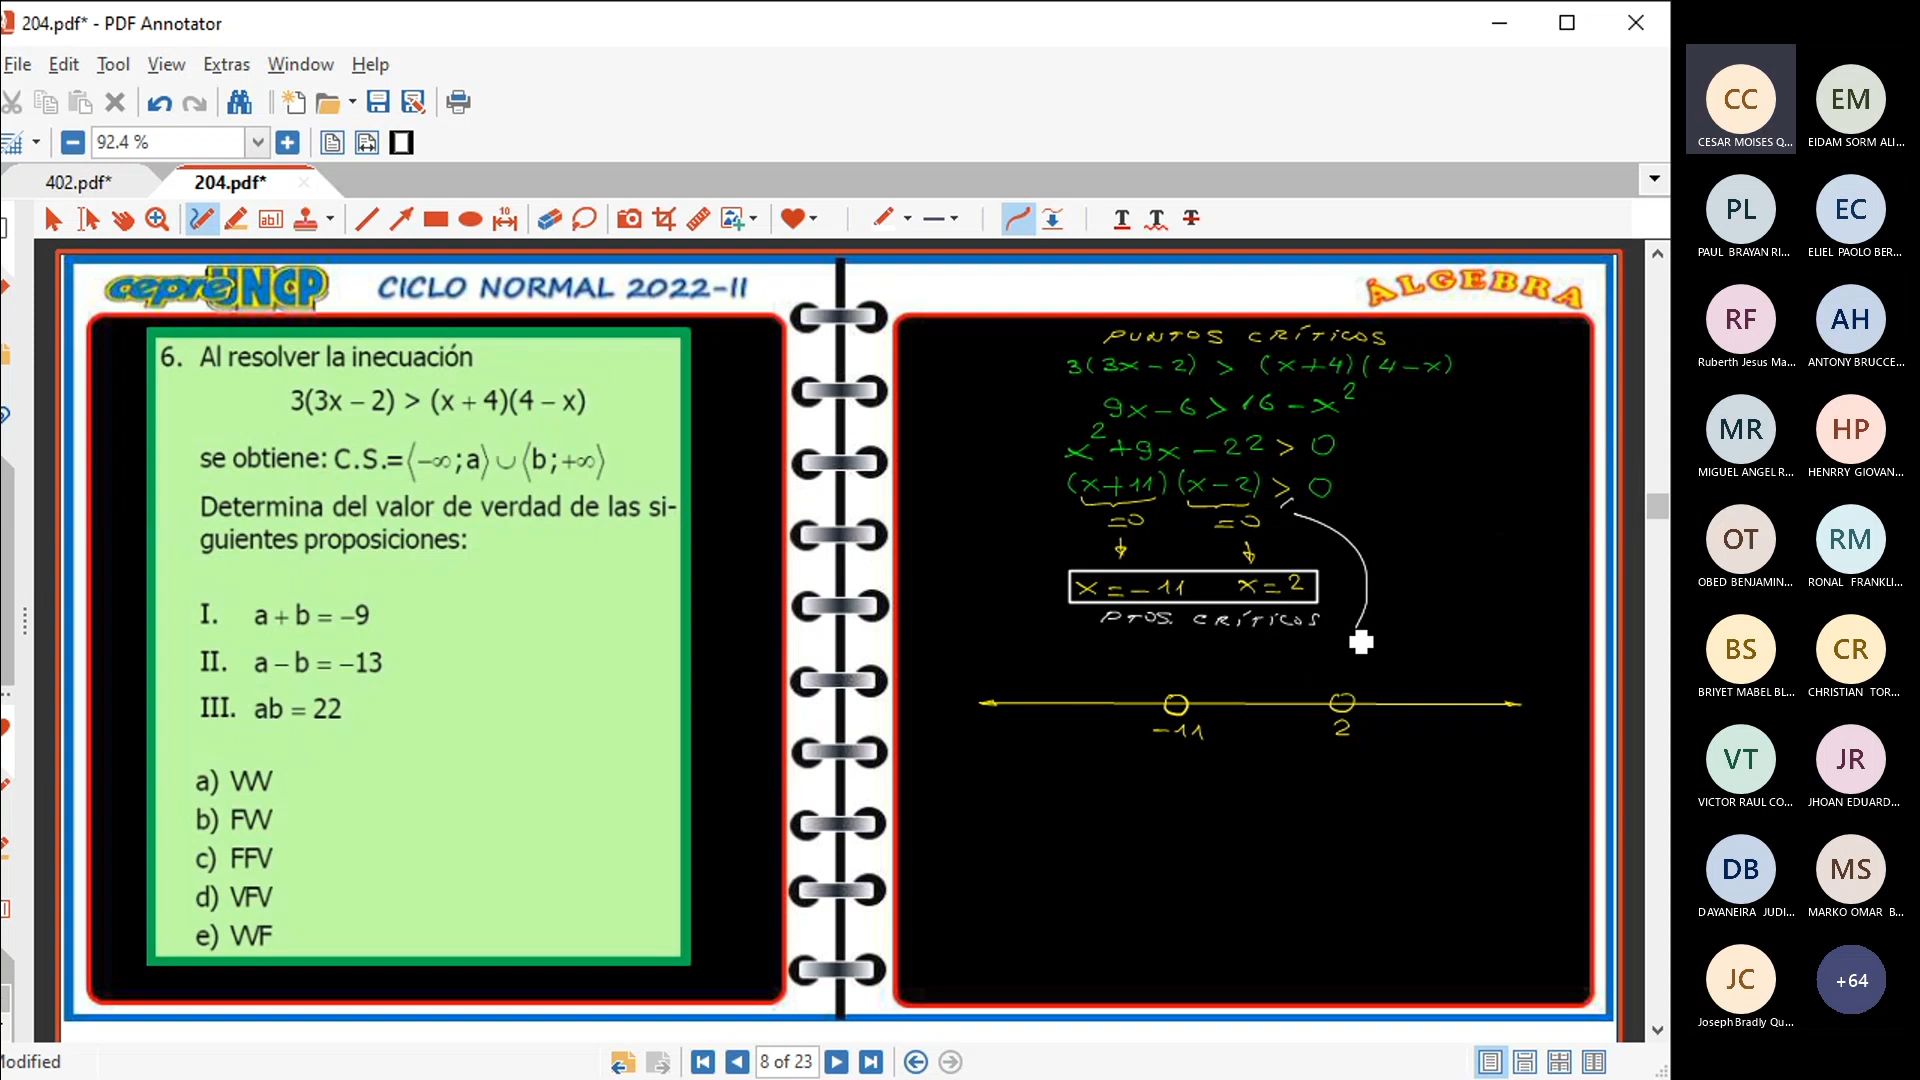 204.pdf* - PDF Annotator
File Edit Tool View Extras Window Help
92.4 %
402.pdf*
204.pdf*
cepreUNCP
CICLO NORMAL 2022-II
ÁLGEBRA
6. Al resolver la inecuación
3(3x – 2) > (x + 4)(4 – x)
se obtiene: C.S.=⟨–∞;a⟩∪⟨b;+∞⟩
Determina del valor de verdad de las si-
guientes proposiciones:
I. a + b = –9
II. a – b = –13
III. ab = 22
a) VVV
b) FVV
c) FFV
d) VFV
e) VVF
PUNTOS CRÍTICOS
3(3x – 2) > (x+4)(4–x)
9x – 6 > 16 – x²
x² + 9x – 22 > 0
(x+11)(x–2) > 0
=0 =0
x = –11 x = 2
PTOS. CRÍTICOS
–11 2
CC
CESAR MOISES Q...
EM
EIDAM SORM ALI...
PL
PAUL BRAYAN RI...
EC
ELIEL PAOLO BER...
RF
Ruberth Jesus Ma...
AH
ANTONY BRUCCE...
MR
MIGUEL ANGEL R...
HP
HENRRY GIOVAN...
OT
OBED BENJAMIN...
RM
RONAL FRANKLI...
BS
BRIYET MABEL BL...
CR
CHRISTIAN TOR...
VT
VICTOR RAUL CO...
JR
JHOAN EDUARD...
DB
DAYANEIRA JUDI...
MS
MARKO OMAR B...
JC
Joseph Bradly Qu...
+64
Modified
8 of 23